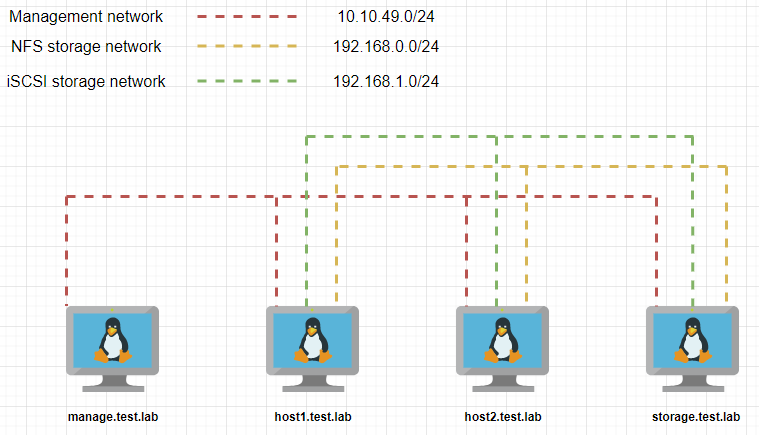 Management network 10.10.49.0/24
NFS storage network 192.168.0.0/24
iSCSI storage network 192.168.1.0/24
manage.test.lab host1.test.lab host2.test.lab storage.test.lab